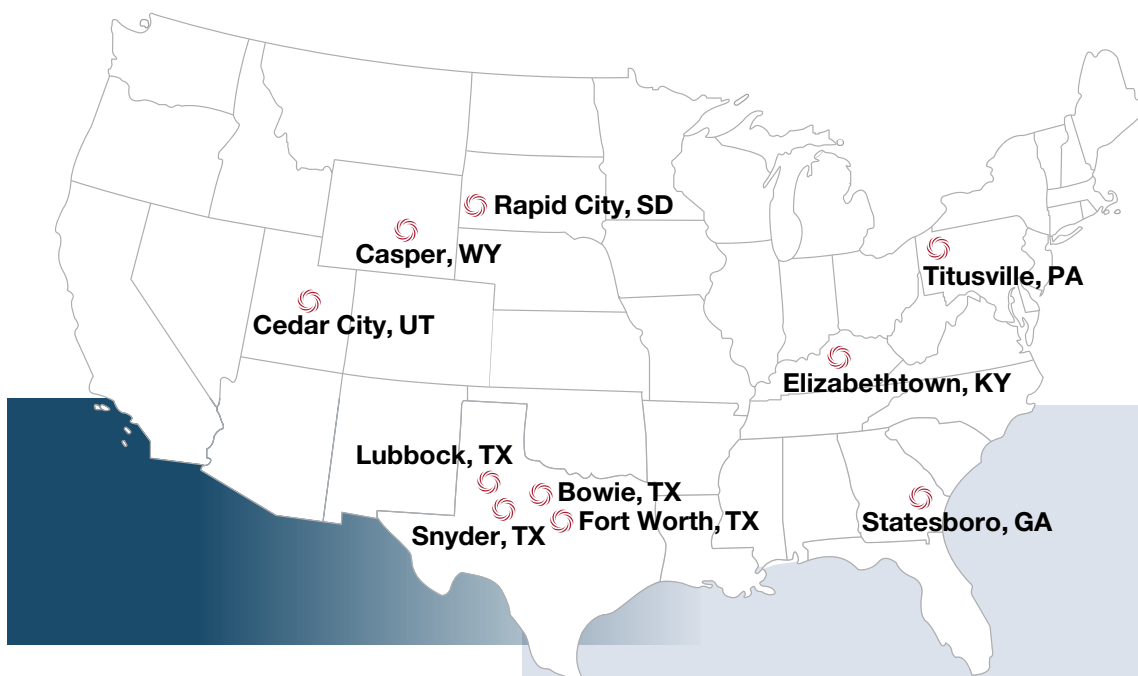 Rapid City, SD
Casper, WY
Titusville, PA
Cedar City, UT
Elizabethtown, KY
Lubbock, TX
Bowie, TX
Fort Worth, TX
Statesboro, GA
Snyder, TX